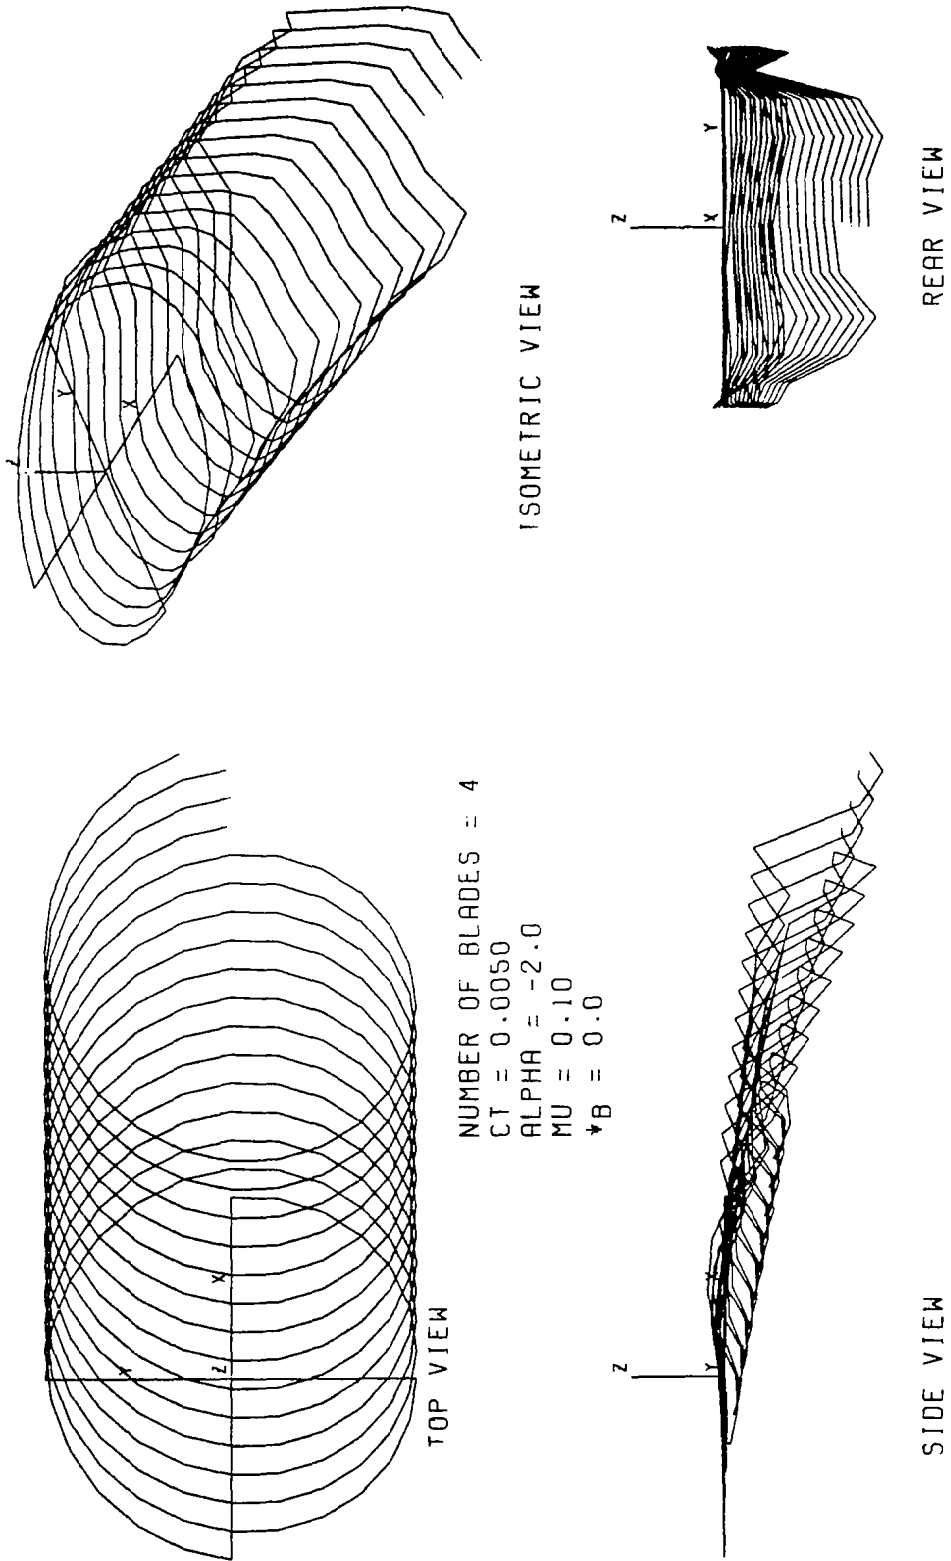 Y
Z X
TOP VIEW
NUMBER OF BLADES = 4
CT = 0.0050
ALPHA = -2.0
MU = 0.10
ΨB = 0.0
Z
Y
X
ISOMETRIC VIEW
Z
Y X
SIDE VIEW
Z
X Y
REAR VIEW